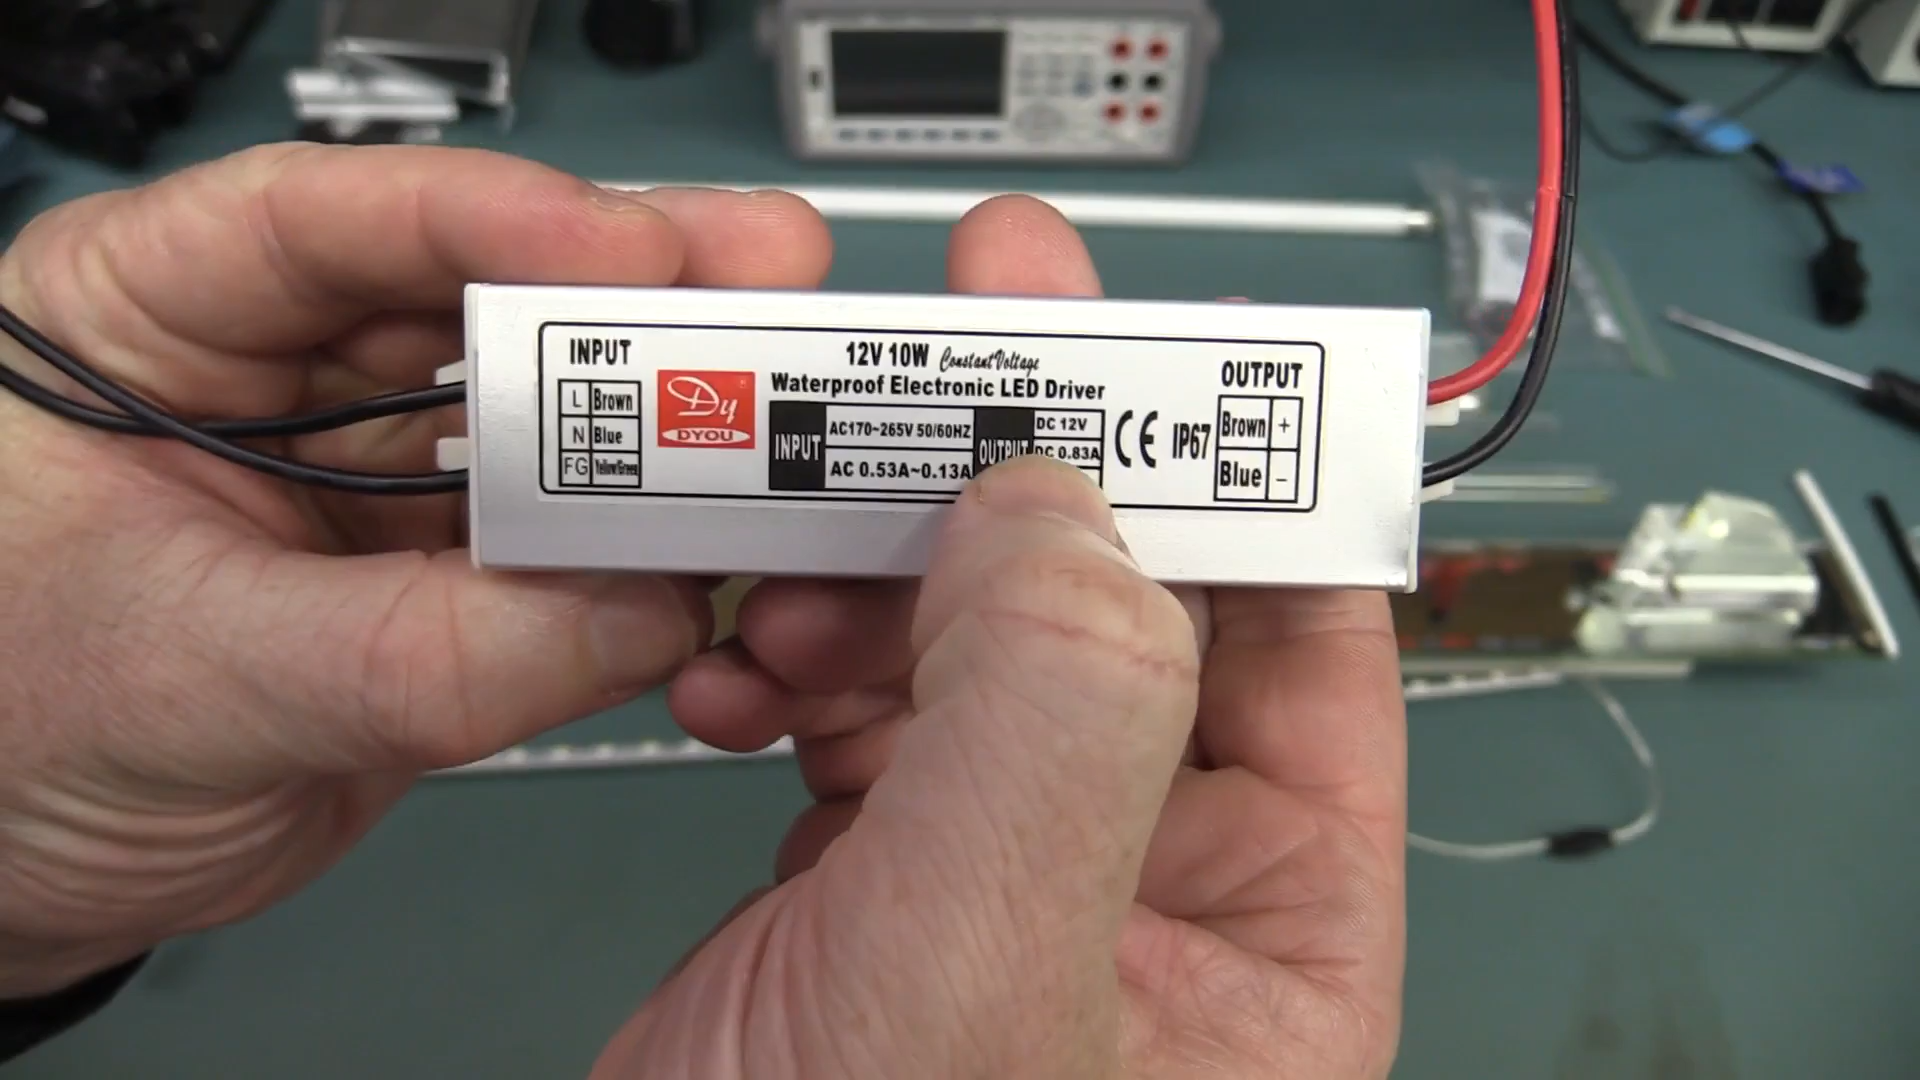 INPUT
L Brown
N Blue
FG Yellow/Green
Dy ®
DYOU
12V 10W Constant Voltage
Waterproof Electronic LED Driver
INPUT
AC170~265V 50/60HZ
AC 0.53A~0.13A
OUTPUT
DC 12V
DC 0.83A
CE IP67
OUTPUT
Brown +
Blue −